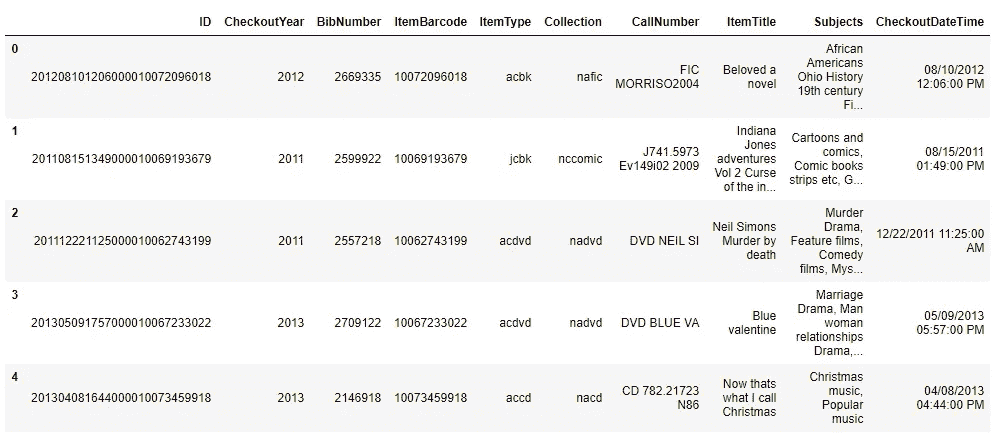 ID CheckoutYear BibNumber ItemBarcode ItemType Collection CallNumber ItemTitle Subjects CheckoutDateTime
0
201208101206000010072096018 2012 2669335 10072096018 acbk nafic FIC MORRISO2004 Beloved a novel African Americans Ohio History 19th century Fi... 08/10/2012 12:06:00 PM
1
201108151349000010069193679 2011 2599922 10069193679 jcbk nccomic J741.5973 Ev149i02 2009 Indiana Jones adventures Vol 2 Curse of the in... Cartoons and comics, Comic books strips etc, G... 08/15/2011 01:49:00 PM
2
201112221125000010062743199 2011 2557218 10062743199 acdvd nadvd DVD NEIL SI Neil Simons Murder by death Murder Drama, Feature films, Comedy films, Mys... 12/22/2011 11:25:00 AM
3
201305091757000010067233022 2013 2709122 10067233022 acdvd nadvd DVD BLUE VA Blue valentine Marriage Drama, Man woman relationships Drama,... 05/09/2013 05:57:00 PM
4
201304081644000010073459918 2013 2146918 10073459918 accd nacd CD 782.21723 N86 Now thats what I call Christmas Christmas music, Popular music 04/08/2013 04:44:00 PM